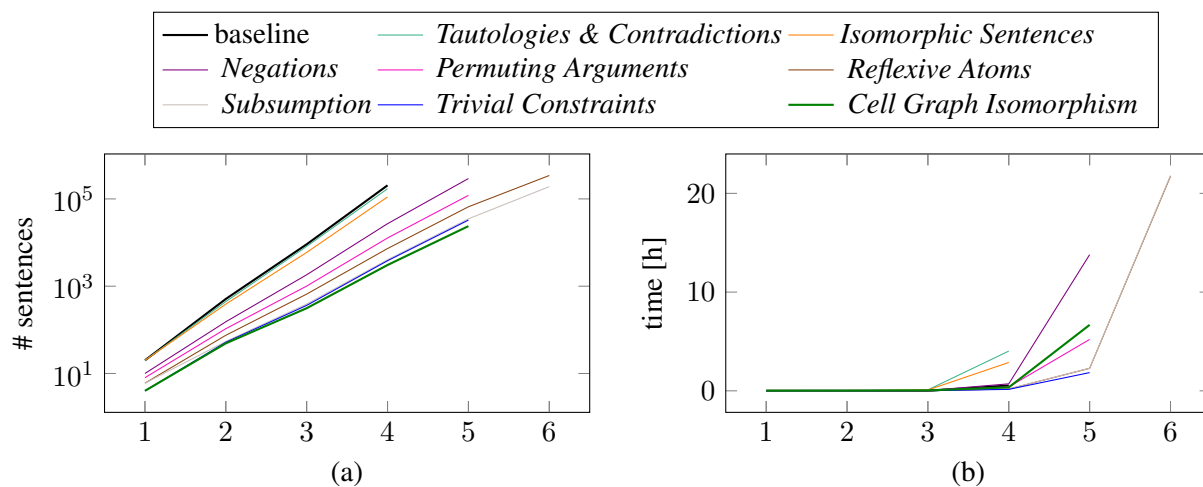 baseline Tautologies & Contradictions Isomorphic Sentences
Negations Permuting Arguments Reflexive Atoms
Subsumption Trivial Constraints Cell Graph Isomorphism
# sentences
10^5
10^3
10^1
1 2 3 4 5 6
(a)
time [h]
20
10
0
1 2 3 4 5 6
(b)